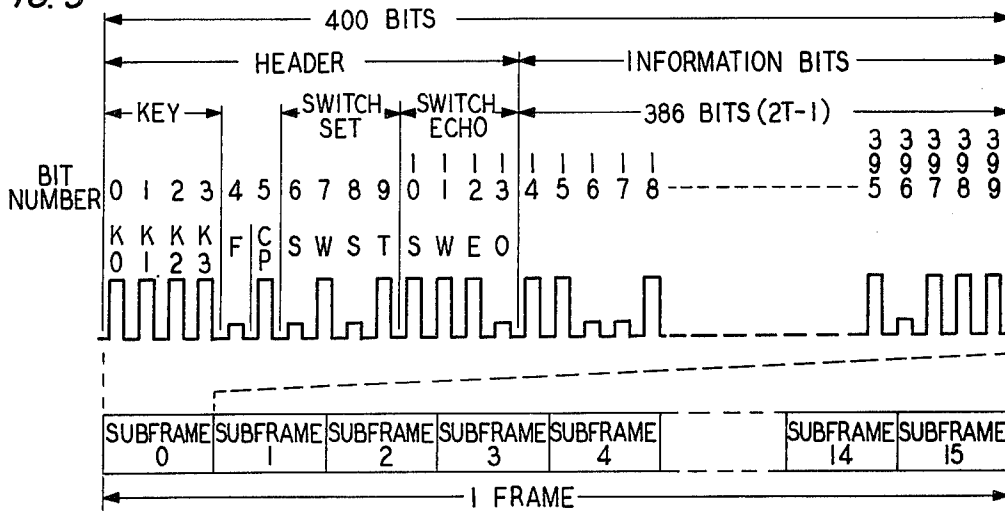 400 BITS
HEADER INFORMATION BITS
KEY SWITCH SET SWITCH ECHO 386 BITS (2T-1)
BIT NUMBER 0 1 2 3 4 5 6 7 8 9 10 11 12 13 14 15 16 17 18 395 396 397 398 399
K0 K1 K2 K3 F CP S W S T S W E O
SUBFRAME 0 SUBFRAME 1 SUBFRAME 2 SUBFRAME 3 SUBFRAME 4 SUBFRAME 14 SUBFRAME 15
1 FRAME